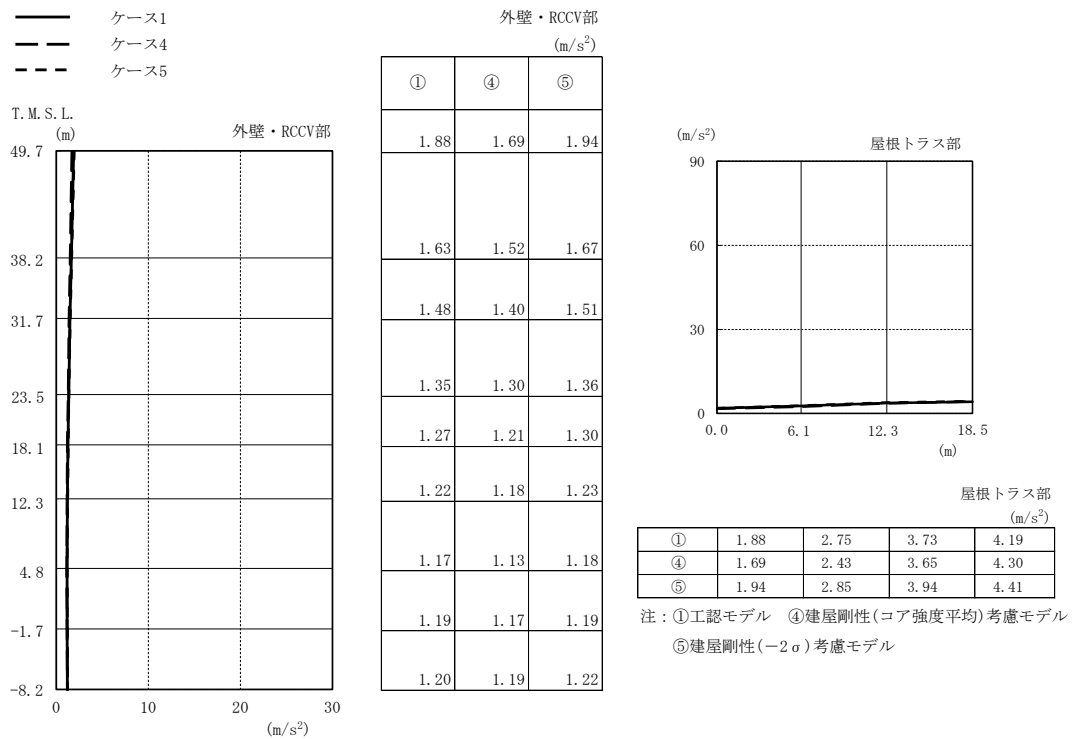 ケース1
ケース4
ケース5
T.M.S.L.
(m)
外壁・RCCV部
49.7
38.2
31.7
23.5
18.1
12.3
4.8
-1.7
-8.2
0 10 20 30
(m/s²)
外壁・RCCV部
(m/s²)
① ④ ⑤
1.88 1.69 1.94
1.63 1.52 1.67
1.48 1.40 1.51
1.35 1.30 1.36
1.27 1.21 1.30
1.22 1.18 1.23
1.17 1.13 1.18
1.19 1.17 1.19
1.20 1.19 1.22
(m/s²)
屋根トラス部
90
60
30
0
0.0 6.1 12.3 18.5
(m)
屋根トラス部
(m/s²)
① 1.88 2.75 3.73 4.19
④ 1.69 2.43 3.65 4.30
⑤ 1.94 2.85 3.94 4.41
注：①工認モデル ④建屋剛性(コア強度平均)考慮モデル
⑤建屋剛性(－2σ)考慮モデル